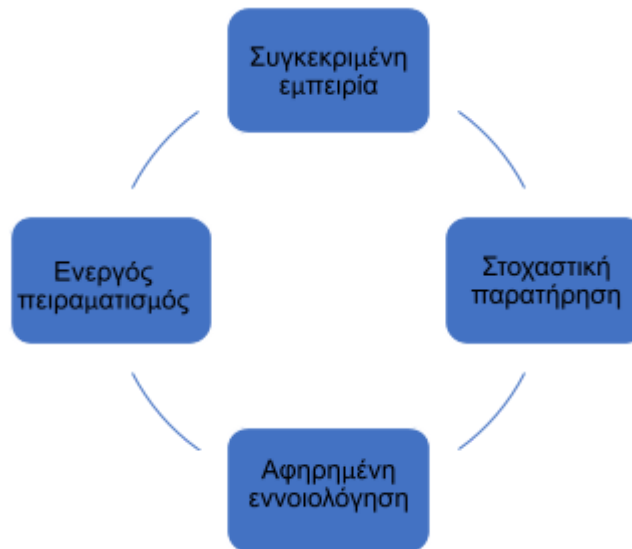 Συγκεκριμένη
εμπειρία
Στοχαστική
παρατήρηση
Αφηρημένη
εννοιολόγηση
Ενεργός
πειραματισμός